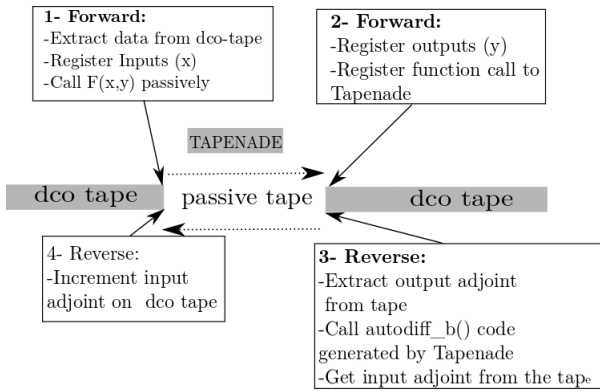 1- Forward:
-Extract data from dco-tape
-Register Inputs (x)
-Call F(x,y) passively
2- Forward:
-Register outputs (y)
-Register function call to
Tapenade
TAPENADE
dco tape
passive tape
dco tape
4- Reverse:
-Increment input
adjoint on dco tape
3- Reverse:
-Extract output adjoint
from tape
-Call autodiff_b() code
generated by Tapenade
-Get input adjoint from the tape